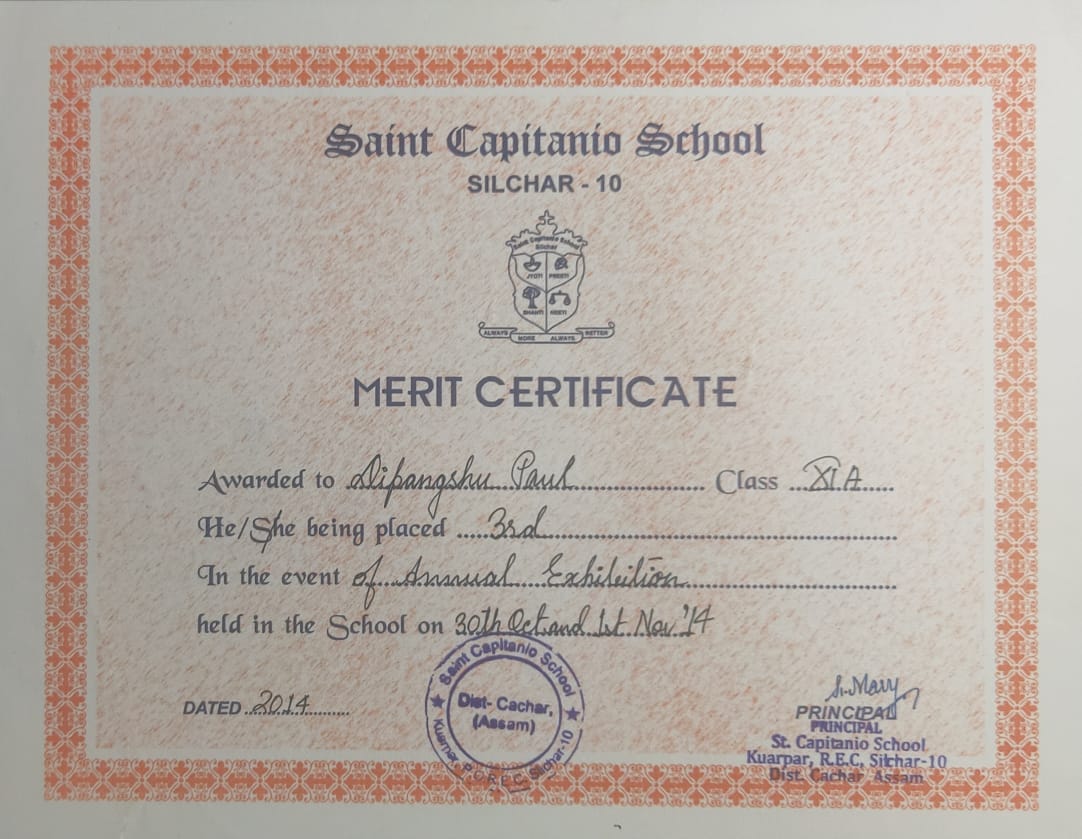 Saint Capitanio School
SILCHAR - 10
Saint Capitanio School
Silchar
JYOTI PREETI
SHANTI NEETI
ALWAYS MORE ALWAYS BETTER
MERIT CERTIFICATE
Awarded to Dipangshu Paul Class XI A
He/She being placed 3rd
In the event of Annual Exhibition
held in the School on 30th Oct and 1st Nov '14
DATED 2014
Saint Capitanio School
Dist- Cachar,
(Assam)
Kuarpar, P.O. R.E.C. Silchar-10
S. Mary
PRINCIPAL
PRINCIPAL
St. Capitanio School
Kuarpar, R.E.C, Silchar-10
Dist. Cachar Assam